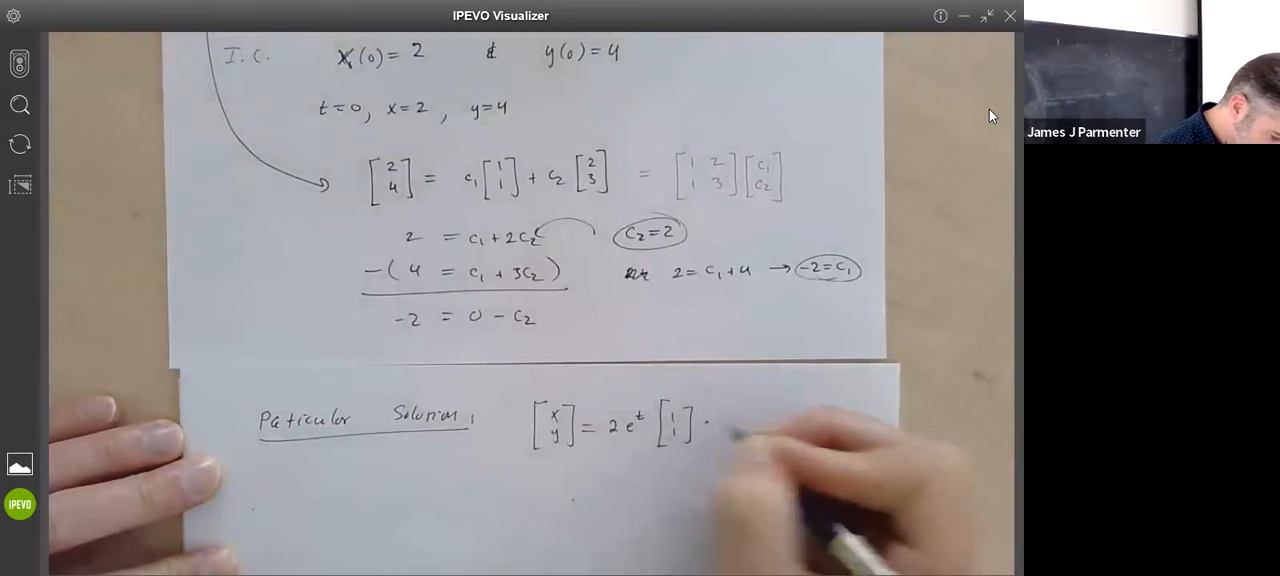 IPEVO Visualizer
I.C. x(0) = 2 & y(0) = 4
t=0, x=2, y=4
[2 4] = c₁ [1 1] + c₂ [2 3] = [1 2 1 3] [c₁ c₂]
2 = c₁ + 2c₂ c₂ = 2
-( 4 = c₁ + 3c₂ ) 2 = c₁ + 4 → -2 = c₁
-2 = 0 - c₂
Particular Solution: [x y] = 2 e^t [1 1]
James J Parmenter
IPEVO